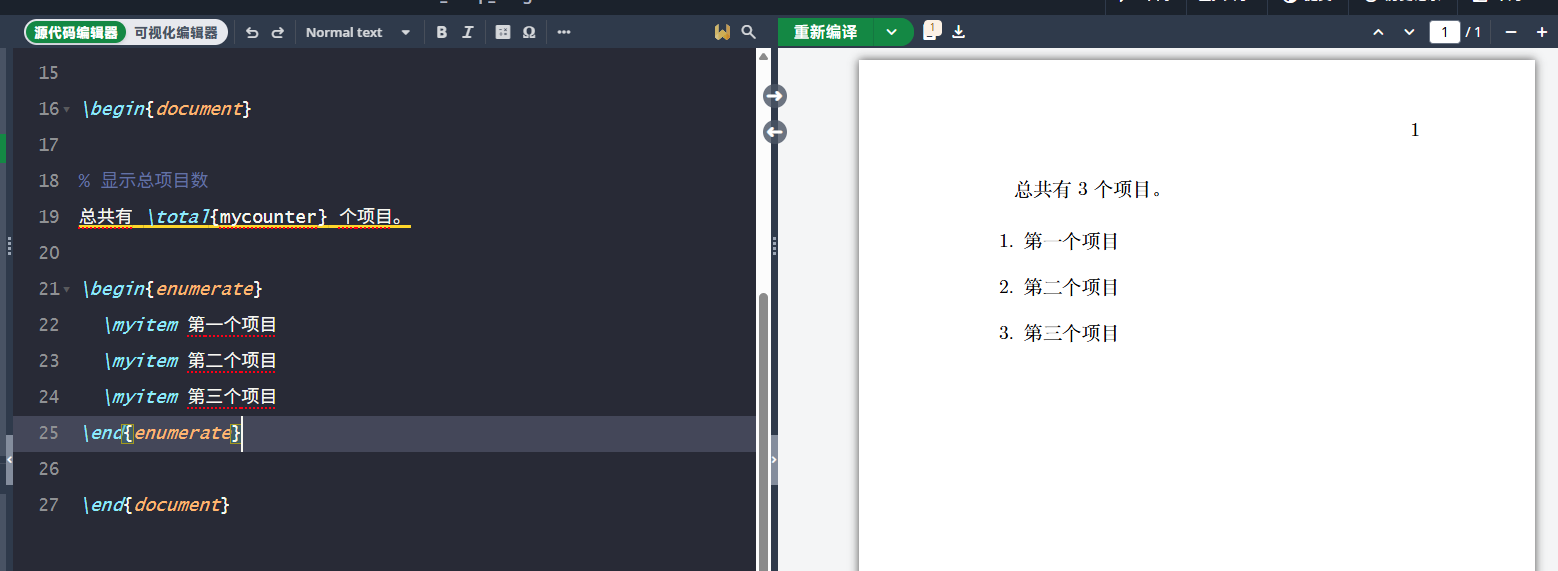 源代码编辑器 可视化编辑器 Normal text B I Ω ... 重新编译 1 1 / 1 − +
15
16 \begin{document}
17
18 % 显示总项目数
19 总共有 \total{mycounter} 个项目。
20
21 \begin{enumerate}
22 \myitem 第一个项目
23 \myitem 第二个项目
24 \myitem 第三个项目
25 \end{enumerate}
26
27 \end{document}
1
总共有 3 个项目。
1. 第一个项目
2. 第二个项目
3. 第三个项目